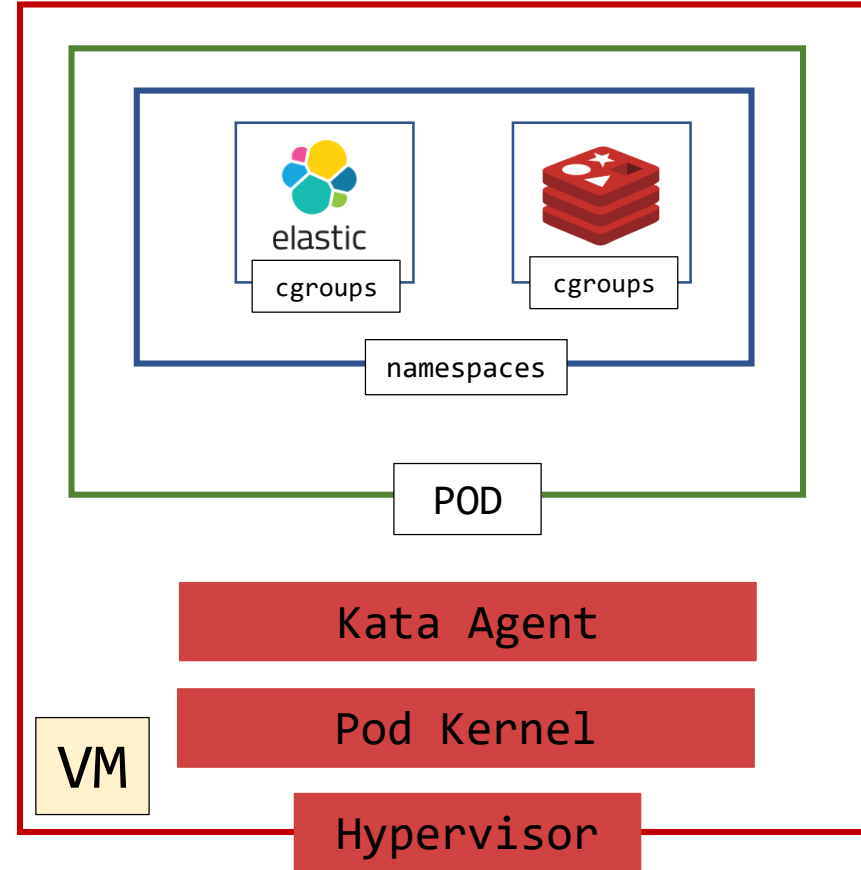 elastic
cgroups
cgroups
namespaces
POD
Kata Agent
Pod Kernel
VM
Hypervisor